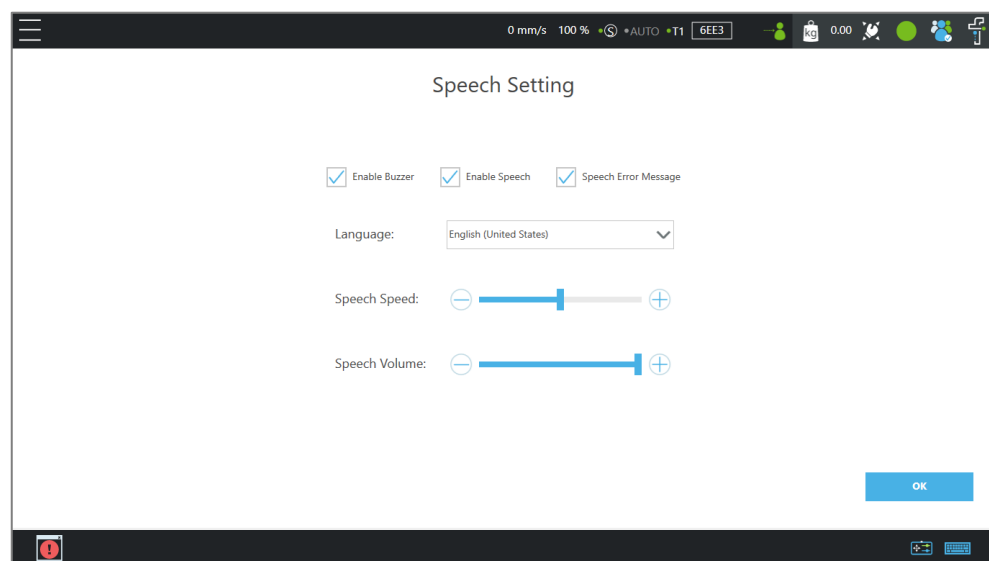 0 mm/s 100 % S AUTO T1 6EE3 kg 0.00
Speech Setting
Enable Buzzer Enable Speech Speech Error Message
Language: English (United States)
Speech Speed:
Speech Volume:
OK